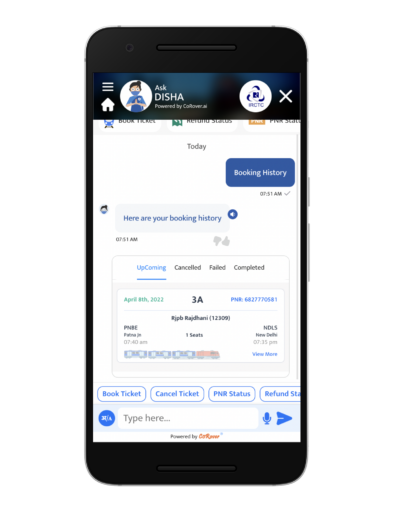 Ask
DISHA
Powered by CoRover.ai
IRCTC
Book Ticket Refund Status PNR Stat
Today
Booking History
07:51 AM
Here are your booking history
07:51 AM
UpComing Cancelled Failed Completed
April 8th, 2022 3A PNR: 6827770581
Rjpb Rajdhani (12309)
PNBE NDLS
Patna Jn 1 Seats New Delhi
07:40 am 07:35 pm
View More
Book Ticket Cancel Ticket PNR Status Refund Sta
Type here...
Powered by CoRover